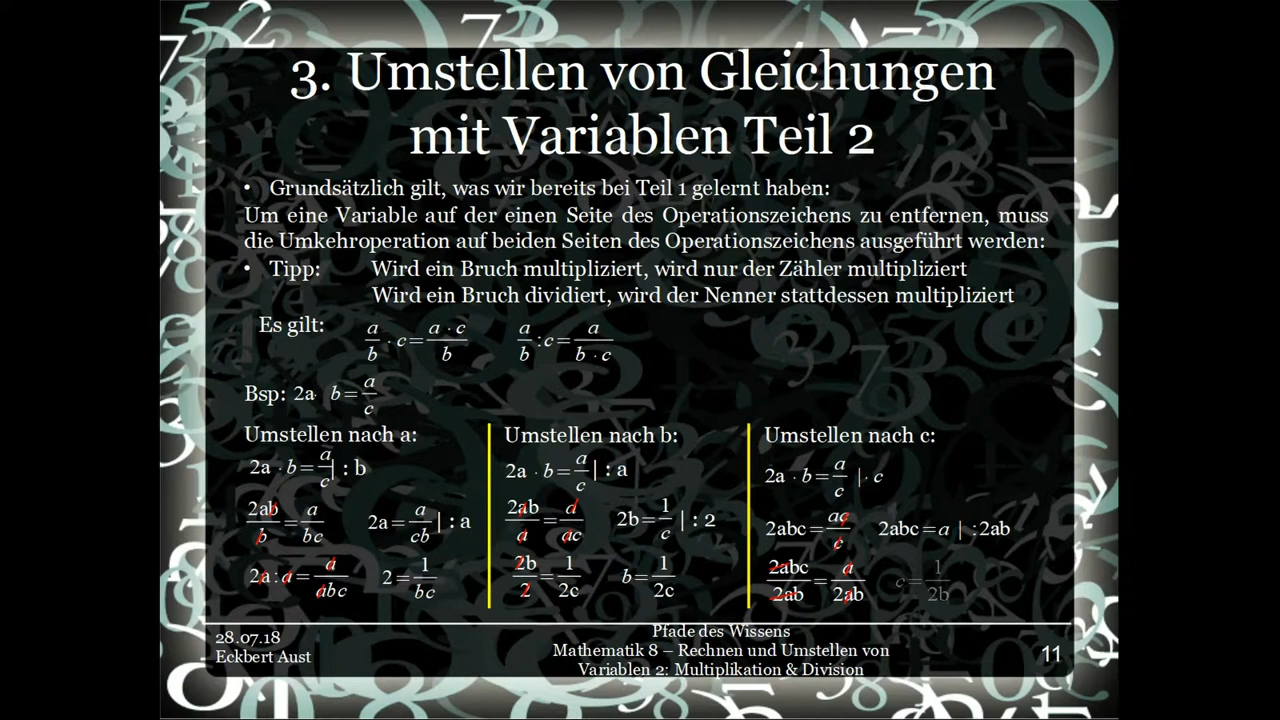 3. Umstellen von Gleichungen
mit Variablen Teil 2
• Grundsätzlich gilt, was wir bereits bei Teil 1 gelernt haben:
Um eine Variable auf der einen Seite des Operationszeichens zu entfernen, muss
die Umkehroperation auf beiden Seiten des Operationszeichens ausgeführt werden:
• Tipp: Wird ein Bruch multipliziert, wird nur der Zähler multipliziert
Wird ein Bruch dividiert, wird der Nenner stattdessen multipliziert
Es gilt: a/b · c = (a · c)/b    a/b : c = a/(b · c)
Bsp: 2a · b = a/c
Umstellen nach a:
2a · b = a/c | : b
2ab/b = a/bc    2a = a/cb | : a
2a : a = a/abc    2 = 1/bc
Umstellen nach b:
2a · b = a/c | : a
2ab/a = a/ac    2b = 1/c | : 2
2b/2 = 1/2c    b = 1/2c
Umstellen nach c:
2a · b = a/c | · c
2abc = ac/c    2abc = a | : 2ab
2abc/2ab = a/2ab    c = 1/2b
28.07.18
Eckbert Aust
Pfade des Wissens
Mathematik 8 – Rechnen und Umstellen von
Variablen 2: Multiplikation & Division
11